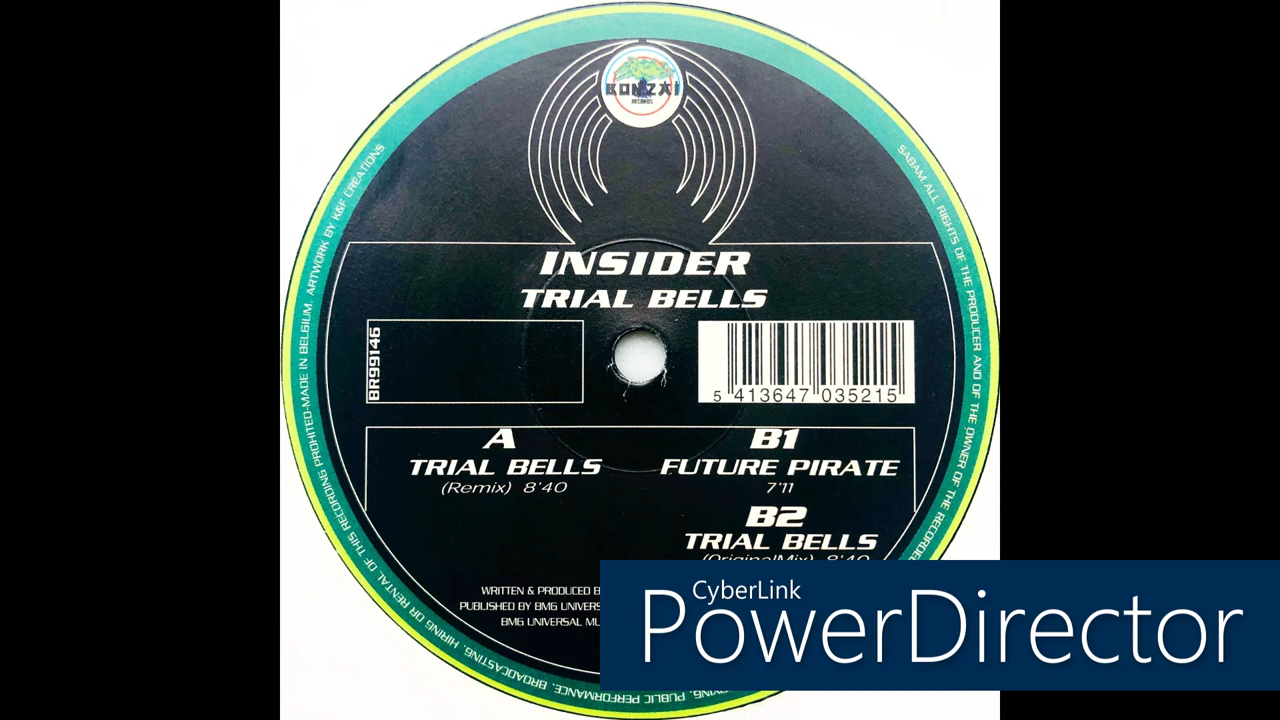 BONZAI
RECORDS
INSIDER
TRIAL BELLS
BR99146
5 413647 035215
A
TRIAL BELLS
(Remix) 8'40
B1
FUTURE PIRATE
7'11
B2
TRIAL BELLS
(OriginalMix) 8'40
WRITTEN & PRODUCED
PUBLISHED BY BMG
BMG UNIVERSAL
SABAM ALL RIGHTS OF THE PRODUCER AND OF THE OWNER OF THE
PUBLIC PERFORMANCE, BROADCASTING, HIRING OR RENTAL OF THIS RECORDING PROHITED-MADE IN BELGIUM. ARTWORK BY K&F CREATIONS
CyberLink
PowerDirector